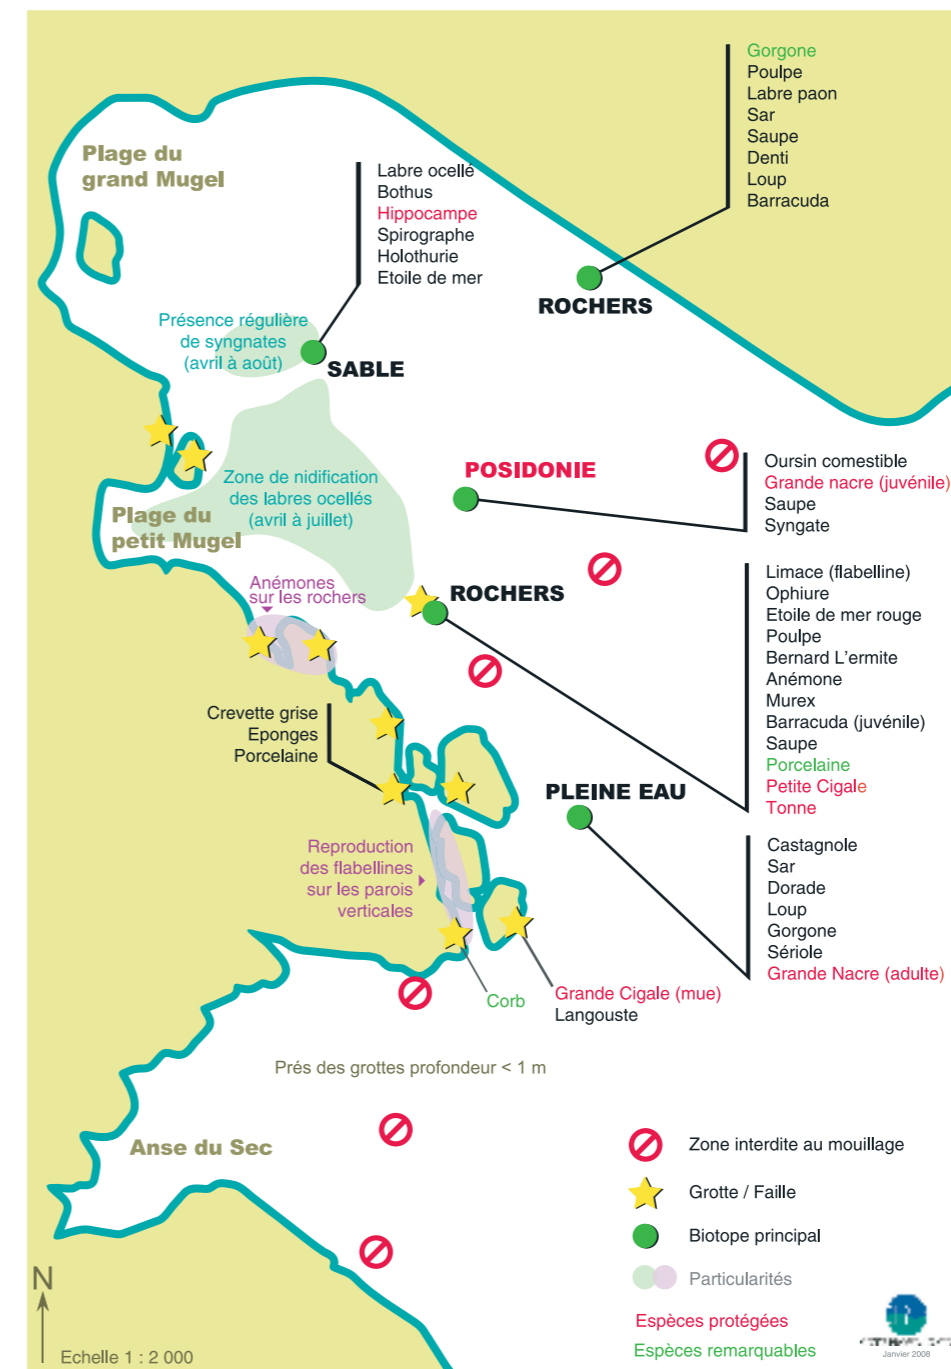 Gorgone
Poulpe
Labre paon
Sar
Saupe
Denti
Loup
Barracuda
Plage du
grand Mugel
Labre ocellé
Bothus
Hippocampe
Spirographe
Holothurie
Etoile de mer
ROCHERS
Présence régulière
de syngnates
(avril à août)
SABLE
POSIDONIE
Oursin comestible
Grande nacre (juvénile)
Saupe
Syngate
Zone de nidification
des labres ocellés
(avril à juillet)
Plage du
petit Mugel
Anémones
sur les rochers
ROCHERS
Limace (flabelline)
Ophiure
Etoile de mer rouge
Poulpe
Bernard L'ermite
Anémone
Murex
Barracuda (juvénile)
Saupe
Porcelaine
Petite Cigale
Tonne
Crevette grise
Eponges
Porcelaine
PLEINE EAU
Castagnole
Sar
Dorade
Loup
Gorgone
Sériole
Grande Nacre (adulte)
Reproduction
des flabellines
sur les parois
verticales
Corb
Grande Cigale (mue)
Langouste
Prés des grottes profondeur < 1 m
Anse du Sec
Zone interdite au mouillage
Grotte / Faille
Biotope principal
Particularités
Espèces protégées
Espèces remarquables
N
Echelle 1 : 2 000
Janvier 2008